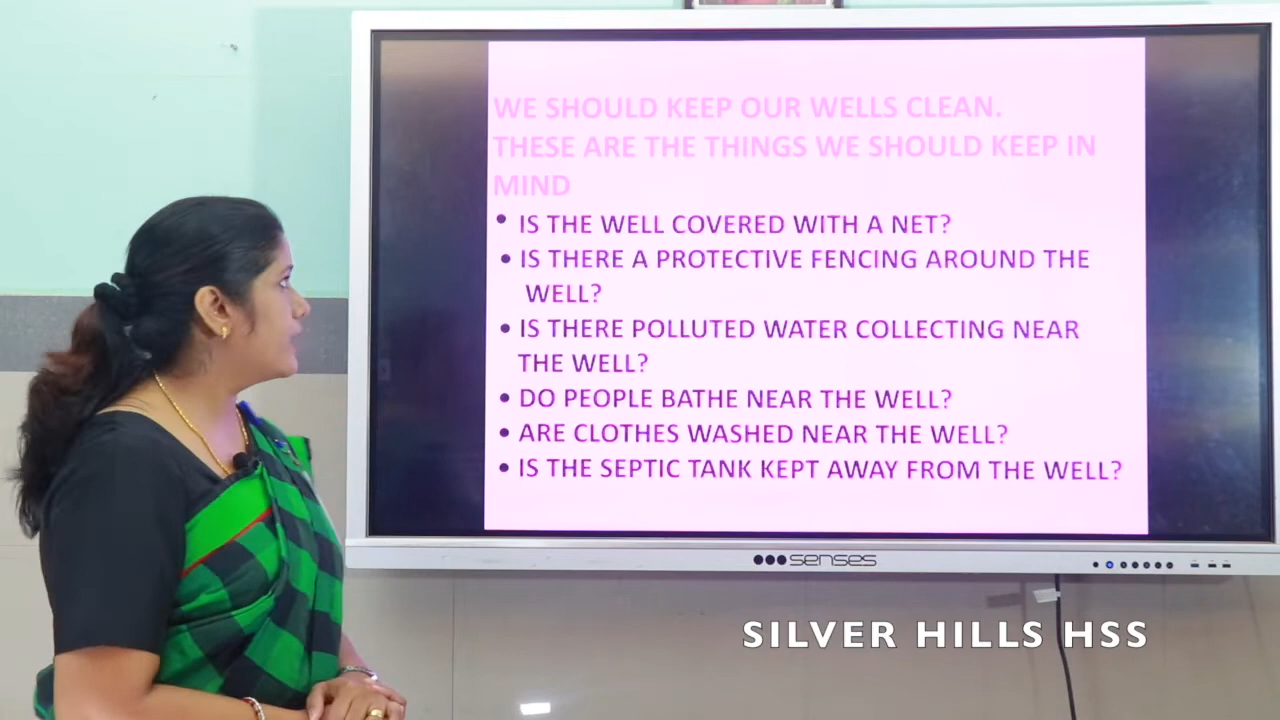 WE SHOULD KEEP OUR WELLS CLEAN.
THESE ARE THE THINGS WE SHOULD KEEP IN
MIND
• IS THE WELL COVERED WITH A NET?
• IS THERE A PROTECTIVE FENCING AROUND THE
WELL?
• IS THERE POLLUTED WATER COLLECTING NEAR
THE WELL?
• DO PEOPLE BATHE NEAR THE WELL?
• ARE CLOTHES WASHED NEAR THE WELL?
• IS THE SEPTIC TANK KEPT AWAY FROM THE WELL?
senses
SILVER HILLS HSS